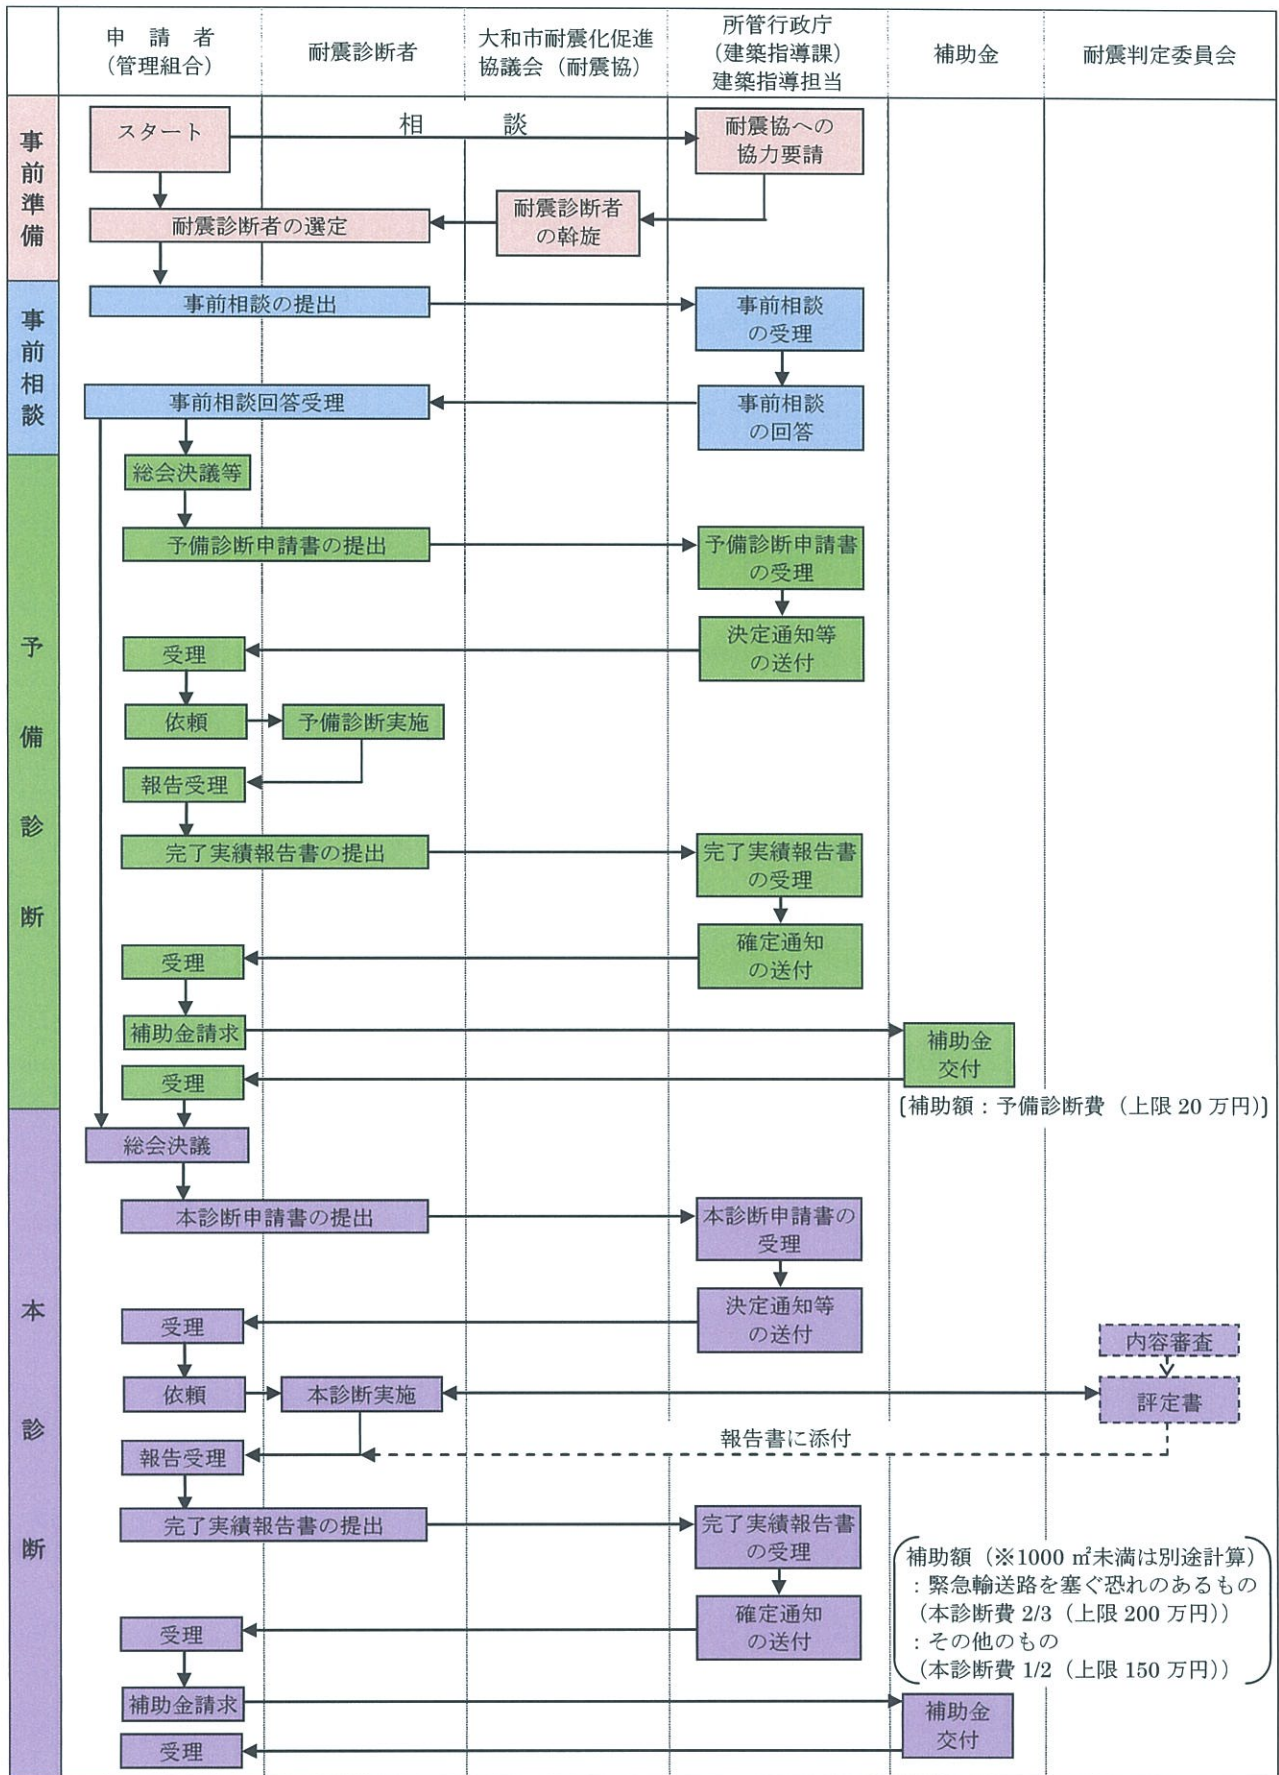 申請者
（管理組合）
耐震診断者
大和市耐震化促進
協議会（耐震協）
所管行政庁
（建築指導課）
建築指導担当
補助金
耐震判定委員会
事前準備
スタート
相談
耐震協への
協力要請
耐震診断者の選定
耐震診断者
の斡旋
事前相談
事前相談の提出
事前相談
の受理
事前相談回答受理
事前相談
の回答
予備診断
総会決議等
予備診断申請書の提出
予備診断申請書
の受理
受理
決定通知等
の送付
依頼
予備診断実施
報告受理
完了実績報告書の提出
完了実績報告書
の受理
受理
確定通知
の送付
補助金請求
補助金
交付
受理
〔補助額：予備診断費（上限 20 万円）〕
本診断
総会決議
本診断申請書の提出
本診断申請書の
受理
受理
決定通知等
の送付
内容審査
依頼
本診断実施
評定書
報告書に添付
報告受理
完了実績報告書の提出
完了実績報告書
の受理
補助額（※1000 ㎡未満は別途計算）
：緊急輸送路を塞ぐ恐れのあるもの
（本診断費 2/3（上限 200 万円））
：その他のもの
（本診断費 1/2（上限 150 万円））
受理
確定通知
の送付
補助金請求
補助金
交付
受理